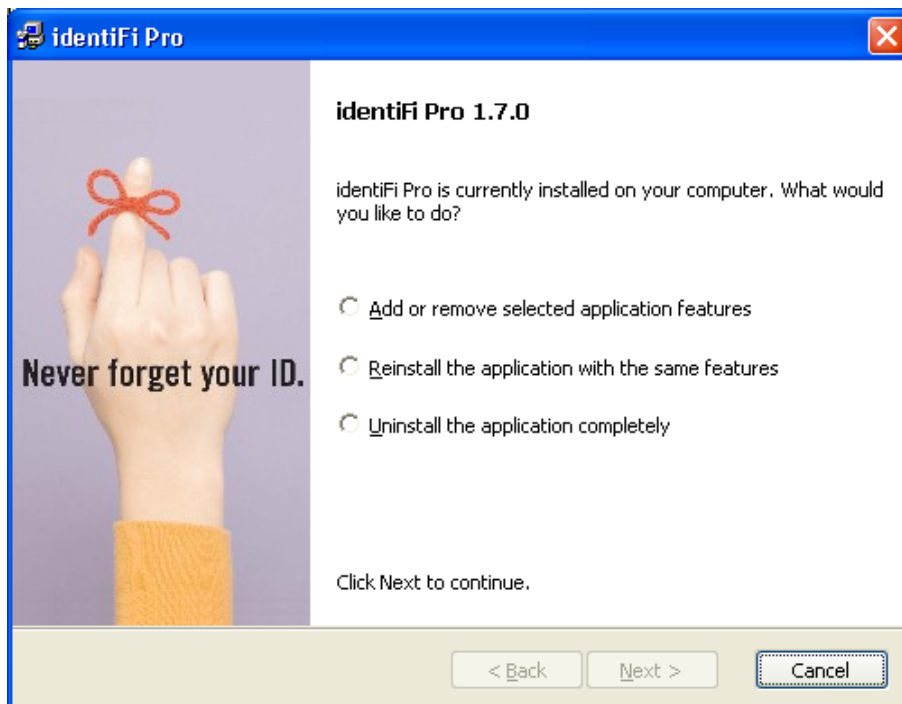 identiFi Pro
identiFi Pro 1.7.0
identiFi Pro is currently installed on your computer. What would
you like to do?
Add or remove selected application features
Reinstall the application with the same features
Uninstall the application completely
Never forget your ID.
Click Next to continue.
< Back
Next >
Cancel